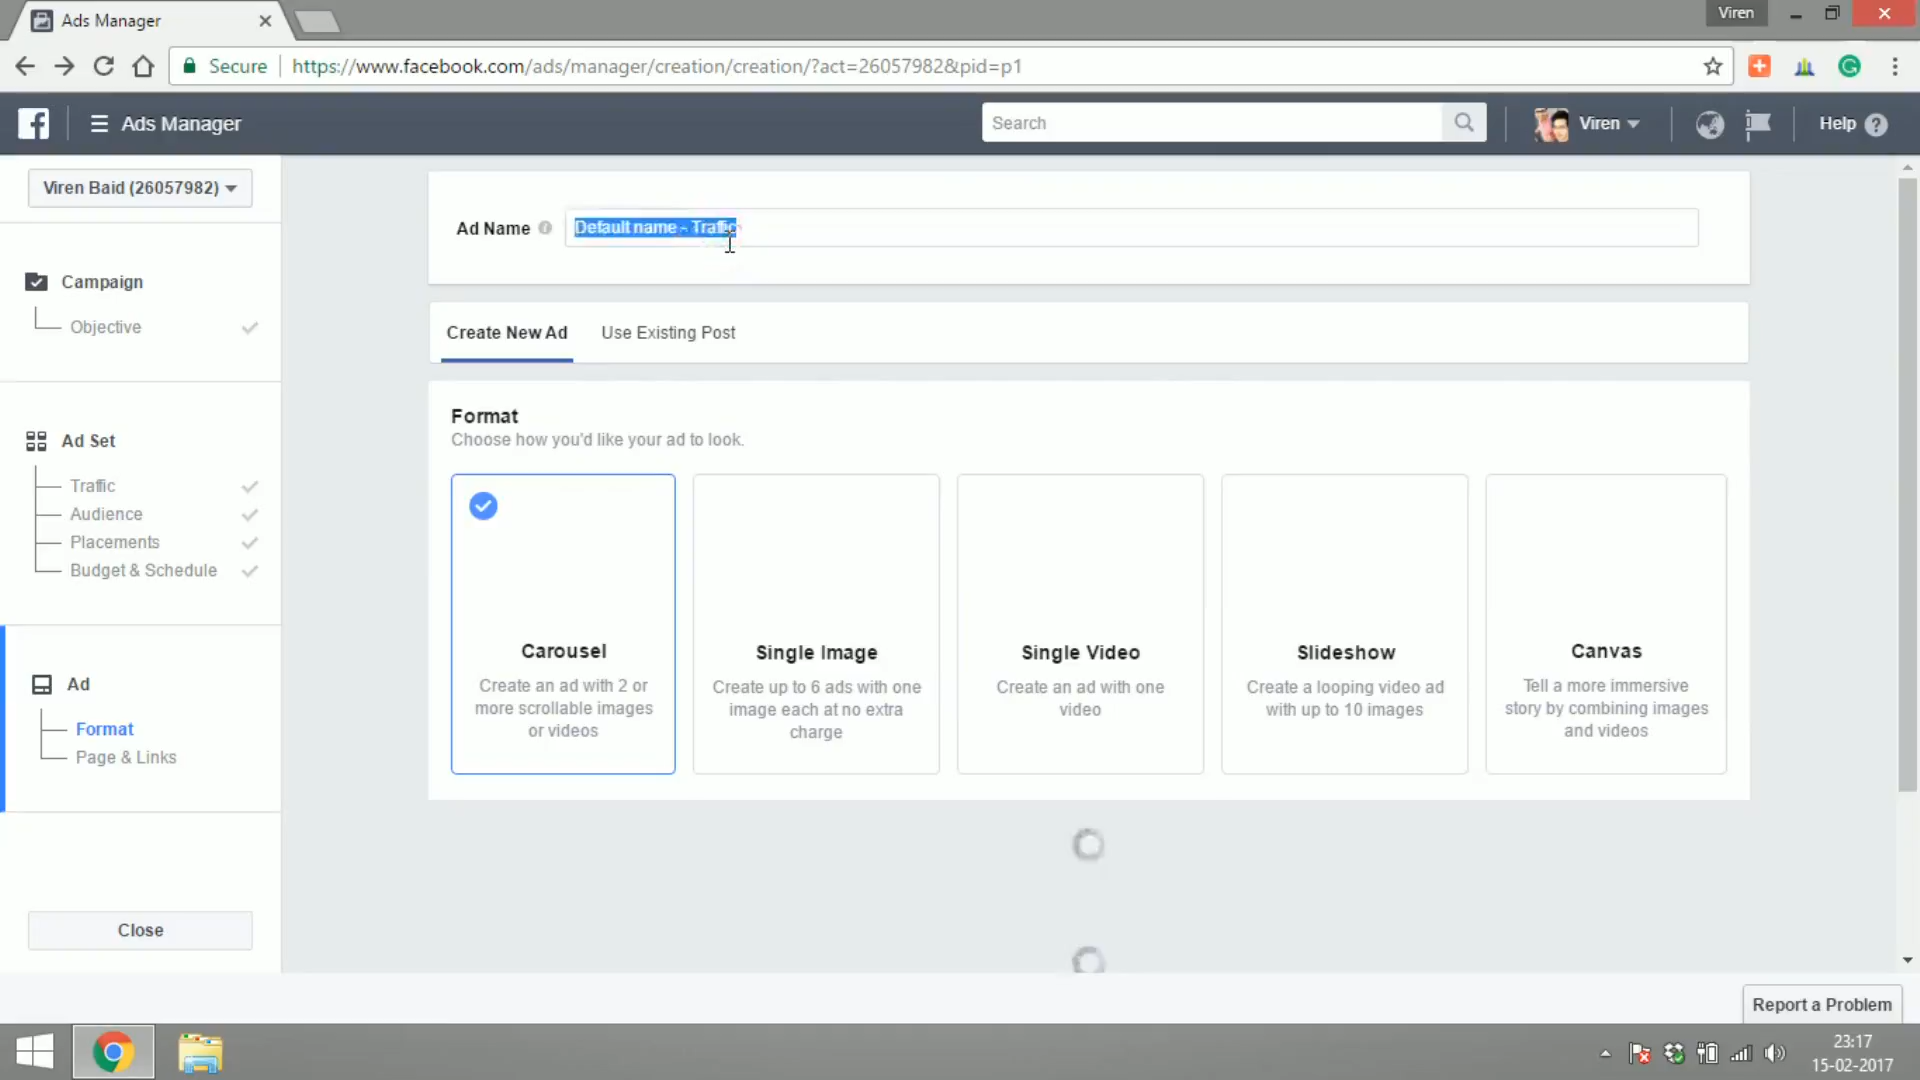 Ads Manager
Viren
Secure
https://www.facebook.com/ads/manager/creation/creation/?act=26057982&pid=p1
Ads Manager
Search
Viren
Help
Viren Baid (26057982)
Campaign
Objective
Ad Set
Traffic
Audience
Placements
Budget & Schedule
Ad
Format
Page & Links
Close
Ad Name
Default name - Traffic
Create New Ad
Use Existing Post
Format
Choose how you'd like your ad to look.
Carousel
Create an ad with 2 or
more scrollable images
or videos
Single Image
Create up to 6 ads with one
image each at no extra
charge
Single Video
Create an ad with one
video
Slideshow
Create a looping video ad
with up to 10 images
Canvas
Tell a more immersive
story by combining images
and videos
Report a Problem
23:17
15-02-2017